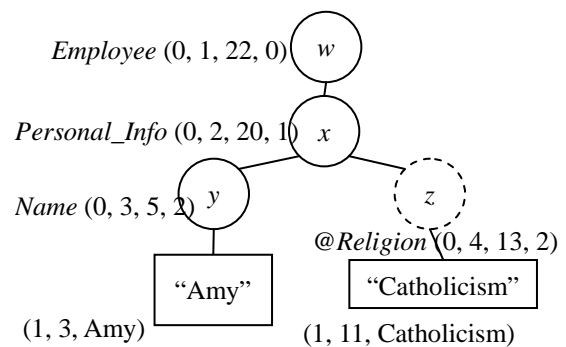 Employee (0, 1, 22, 0) w
Personal_Info (0, 2, 20, 1) x
Name (0, 3, 5, 2) y
z
@Religion (0, 4, 13, 2)
“Amy”
“Catholicism”
(1, 3, Amy)
(1, 11, Catholicism)